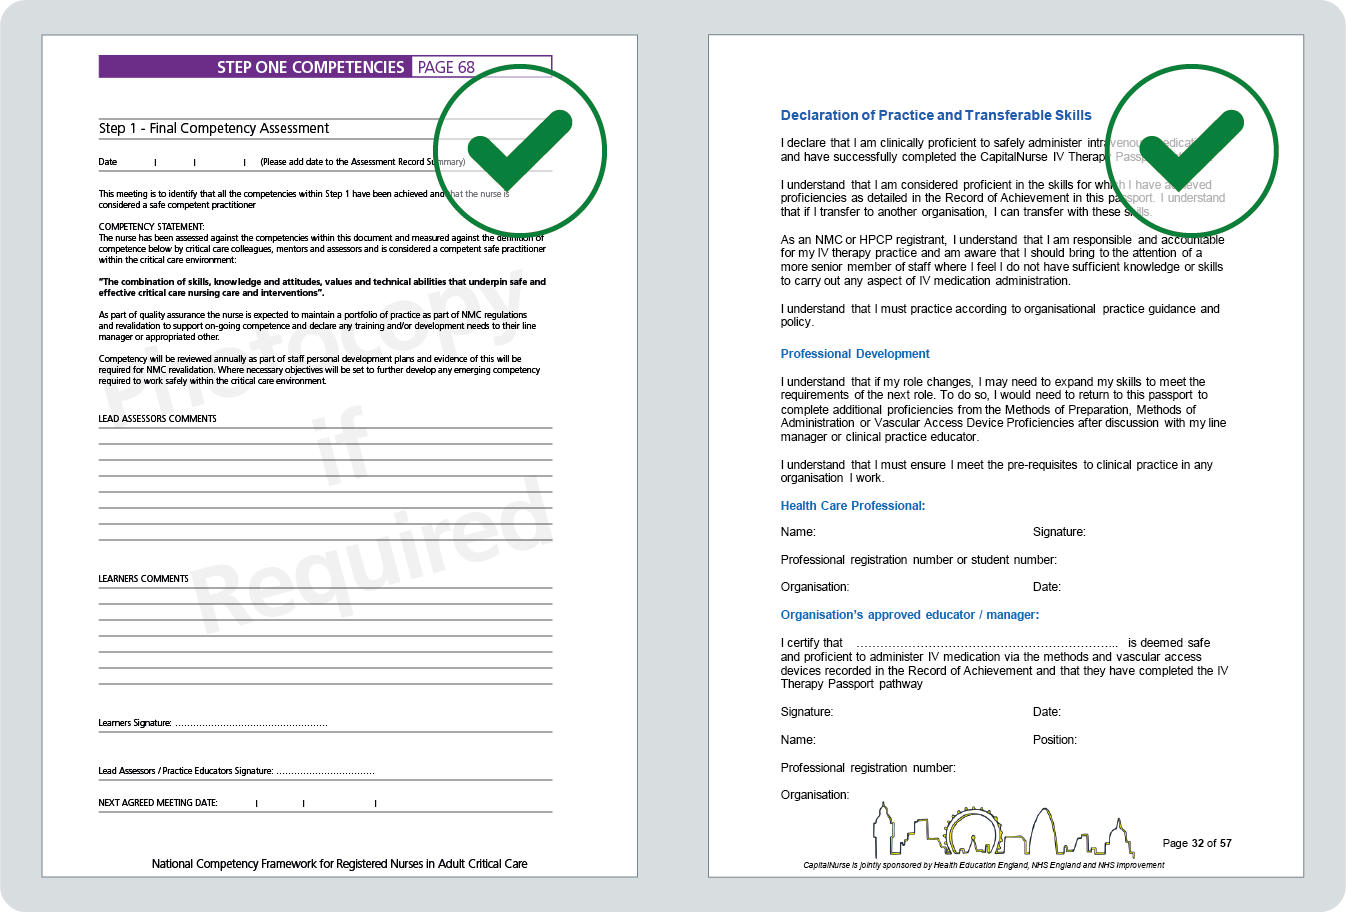 STEP ONE COMPETENCIES PAGE 68
Step 1 - Final Competency Assessment
Date | | | (Please add date to the Assessment Record Summary)
This meeting is to identify that all the competencies within Step 1 have been achieved and that the nurse is
considered a safe competent practitioner
COMPETENCY STATEMENT:
The nurse has been assessed against the competencies within this document and measured against the definition of
competence below by critical care colleagues, mentors and assessors and is considered a competent safe practitioner
within the critical care environment:
"The combination of skills, knowledge and attitudes, values and technical abilities that underpin safe and
effective critical care nursing care and interventions".
As part of quality assurance the nurse is expected to maintain a portfolio of practice as part of NMC regulations
and revalidation to support on-going competence and declare any training and/or development needs to their line
manager or appropriated other.
Competency will be reviewed annually as part of staff personal development plans and evidence of this will be
required for NMC revalidation. Where necessary objectives will be set to further develop any emerging competency
required to work safely within the critical care environment.
Photocopy
if
Required
LEAD ASSESSORS COMMENTS
LEARNERS COMMENTS
Learners Signature: ...................................................
Lead Assessors / Practice Educators Signature: .................................
NEXT AGREED MEETING DATE: | | |
National Competency Framework for Registered Nurses in Adult Critical Care
Declaration of Practice and Transferable Skills
I declare that I am clinically proficient to safely administer intravenous medication
and have successfully completed the CapitalNurse IV Therapy
I understand that I am considered proficient in the skills for which I have achieved
proficiencies as detailed in the Record of Achievement in this passport. I understand
that if I transfer to another organisation, I can transfer with these skills.
As an NMC or HPCP registrant, I understand that I am responsible and accountable
for my IV therapy practice and am aware that I should bring to the attention of a
more senior member of staff where I feel I do not have sufficient knowledge or skills
to carry out any aspect of IV medication administration.
I understand that I must practice according to organisational practice guidance and
policy.
Professional Development
I understand that if my role changes, I may need to expand my skills to meet the
requirements of the next role. To do so, I would need to return to this passport to
complete additional proficiencies from the Methods of Preparation, Methods of
Administration or Vascular Access Device Proficiencies after discussion with my line
manager or clinical practice educator.
I understand that I must ensure I meet the pre-requisites to clinical practice in any
organisation I work.
Health Care Professional:
Name: Signature:
Professional registration number or student number:
Organisation: Date:
Organisation's approved educator / manager:
I certify that ……………………………………………………….. is deemed safe
and proficient to administer IV medication via the methods and vascular access
devices recorded in the Record of Achievement and that they have completed the IV
Therapy Passport pathway
Signature: Date:
Name: Position:
Professional registration number:
Organisation:
Page 32 of 57
CapitalNurse is jointly sponsored by Health Education England, NHS England and NHS Improvement